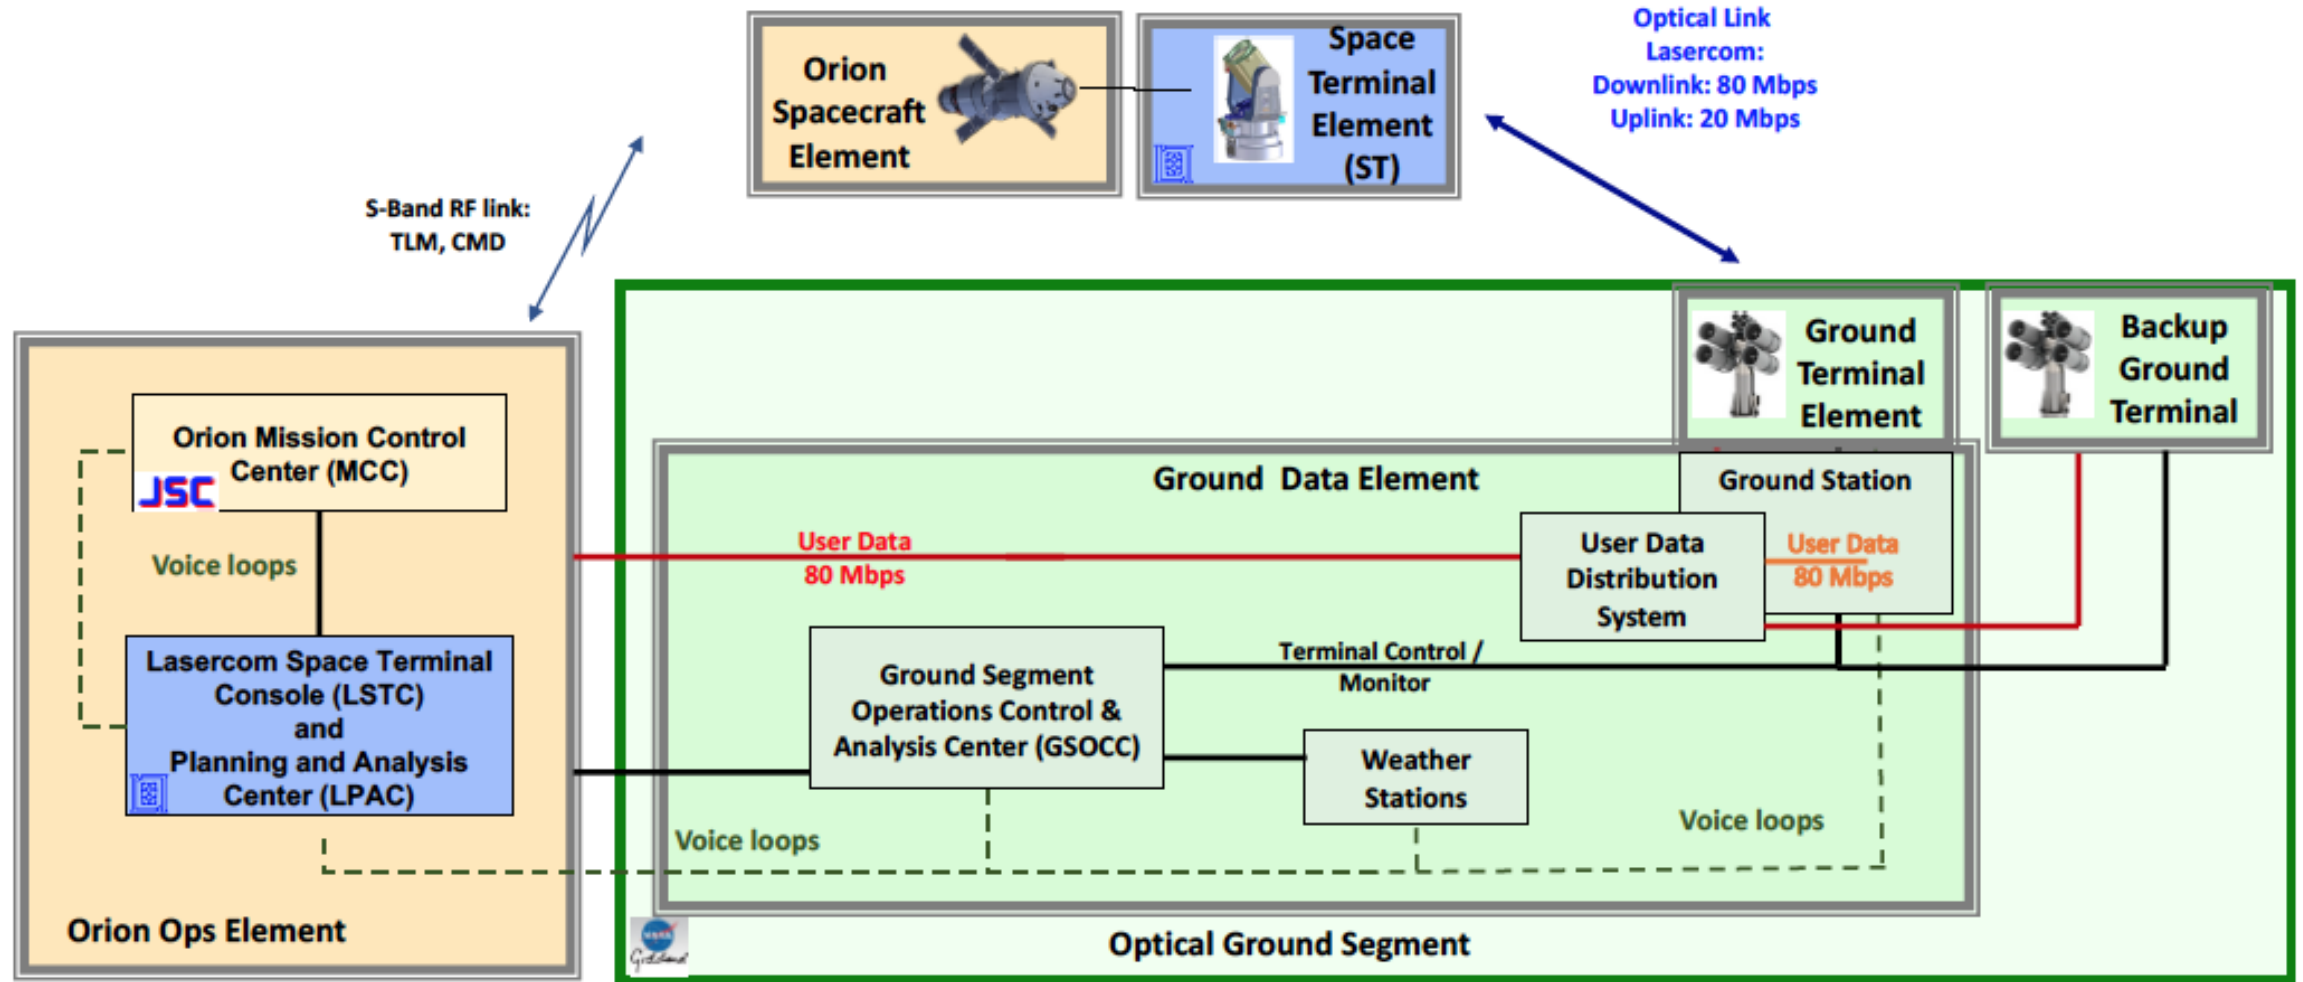 Orion
Spacecraft
Element
Space
Terminal
Element
(ST)
Optical Link
Lasercom:
Downlink: 80 Mbps
Uplink: 20 Mbps
S-Band RF link:
TLM, CMD
Orion Mission Control
Center (MCC)
JSC
Voice loops
Lasercom Space Terminal
Console (LSTC)
and
Planning and Analysis
Center (LPAC)
Orion Ops Element
Ground
Terminal
Element
Backup
Ground
Terminal
Ground Data Element
Ground Station
User Data
80 Mbps
User Data
Distribution
System
User Data
80 Mbps
Ground Segment
Operations Control &
Analysis Center (GSOCC)
Terminal Control /
Monitor
Weather
Stations
Voice loops
Voice loops
NASA
Goddard
Optical Ground Segment